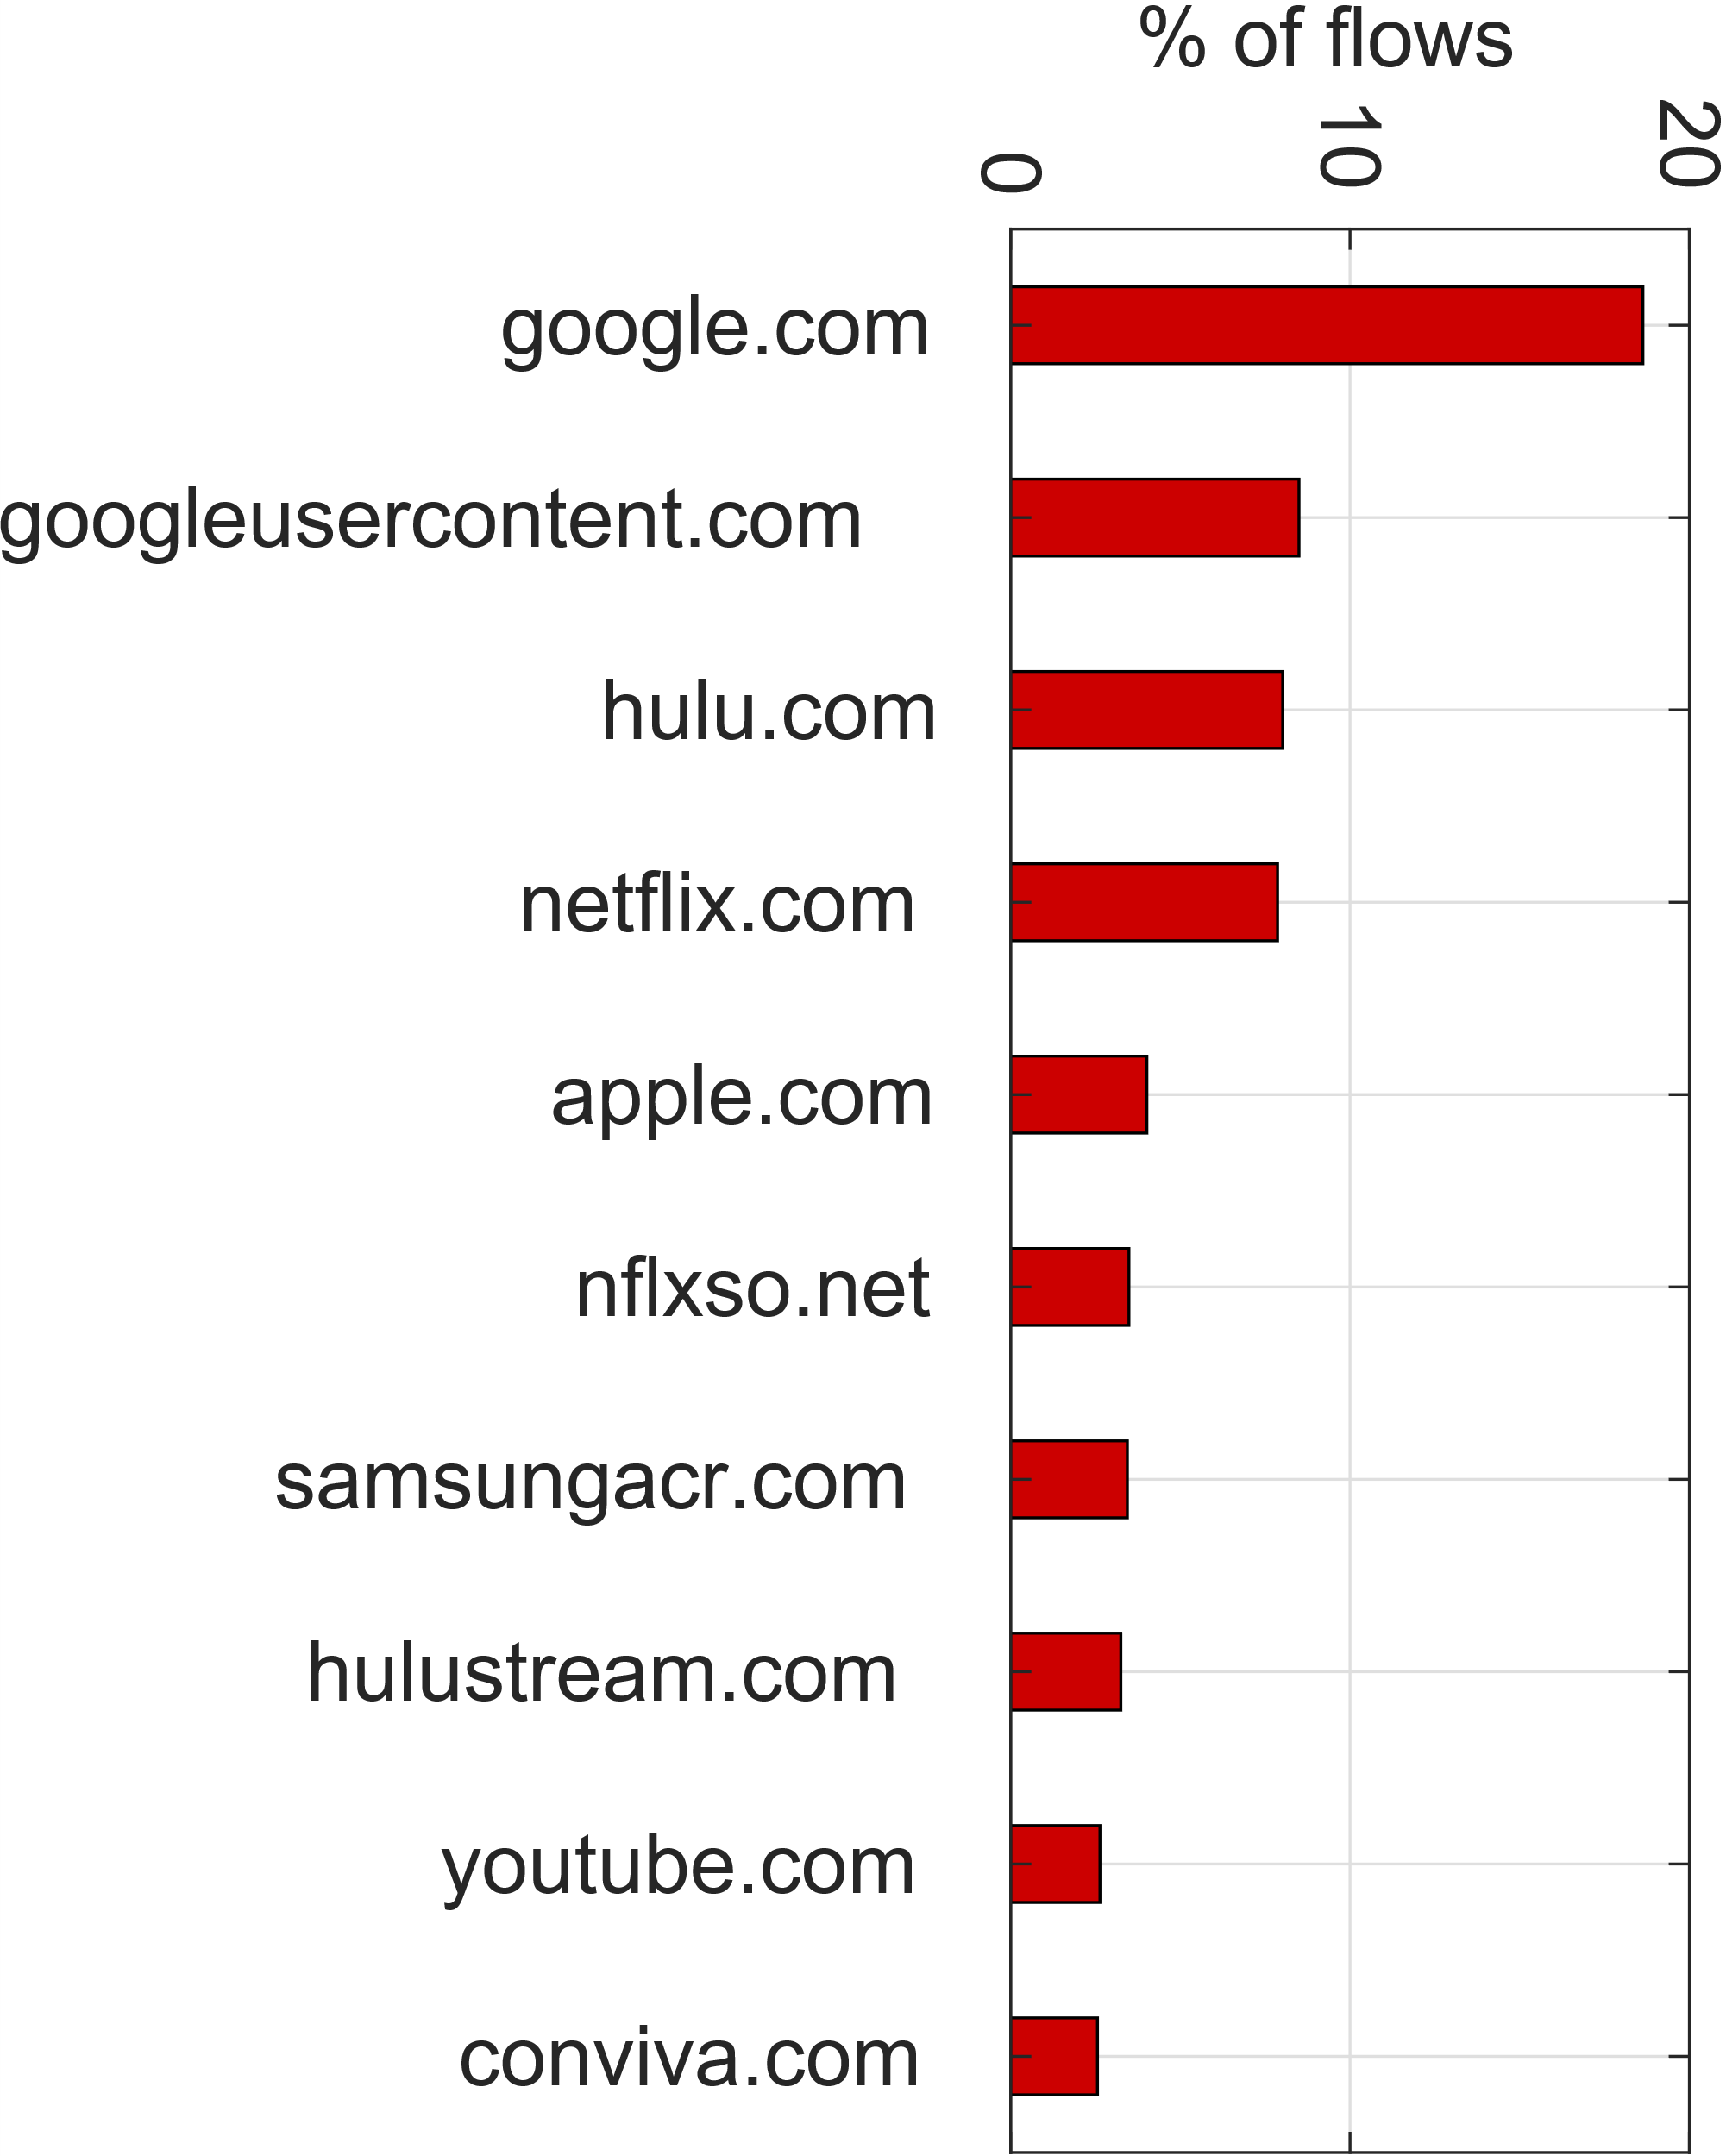 % of flows
0
10
20
google.com
googleusercontent.com
hulu.com
netflix.com
apple.com
nflxso.net
samsungacr.com
hulustream.com
youtube.com
conviva.com